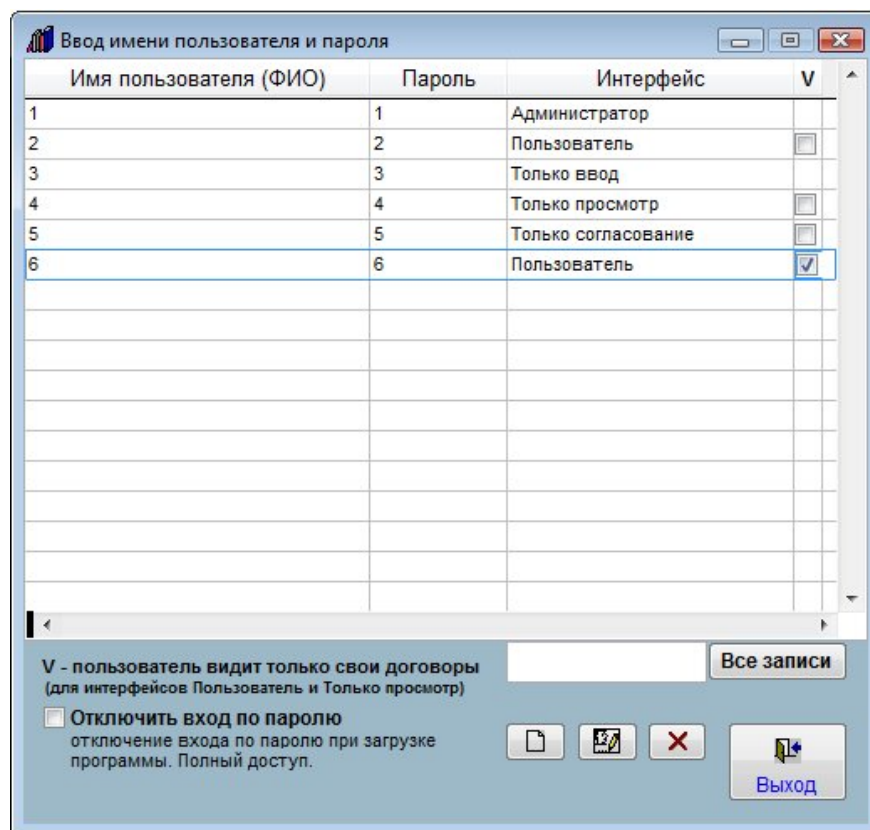 Ввод имени пользователя и пароля
Имя пользователя (ФИО) Пароль Интерфейс V
1 1 Администратор
2 2 Пользователь
3 3 Только ввод
4 4 Только просмотр
5 5 Только согласование
6 6 Пользователь
V - пользователь видит только свои договоры
(для интерфейсов Пользователь и Только просмотр)
Все записи
Отключить вход по паролю
отключение входа по паролю при загрузке
программы. Полный доступ.
Выход